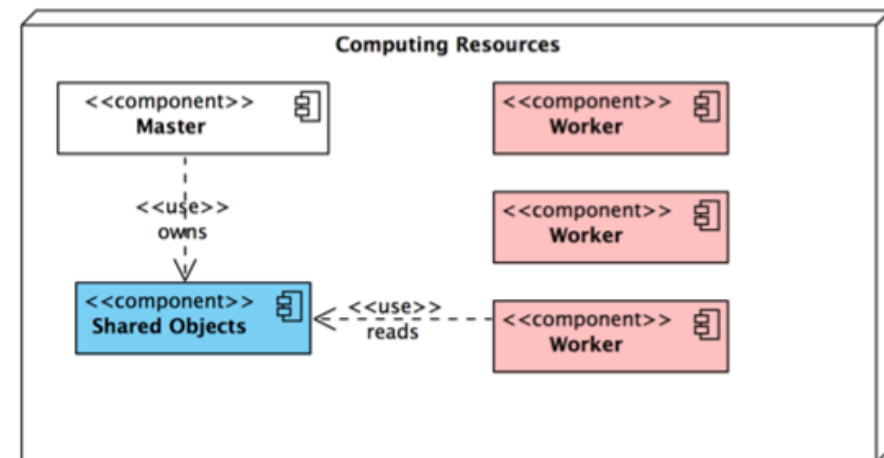 Computing Resources
<<component>>
Master
<<component>>
Worker
<<use>>
owns
<<component>>
Worker
<<component>>
Shared Objects
<<use>>
reads
<<component>>
Worker